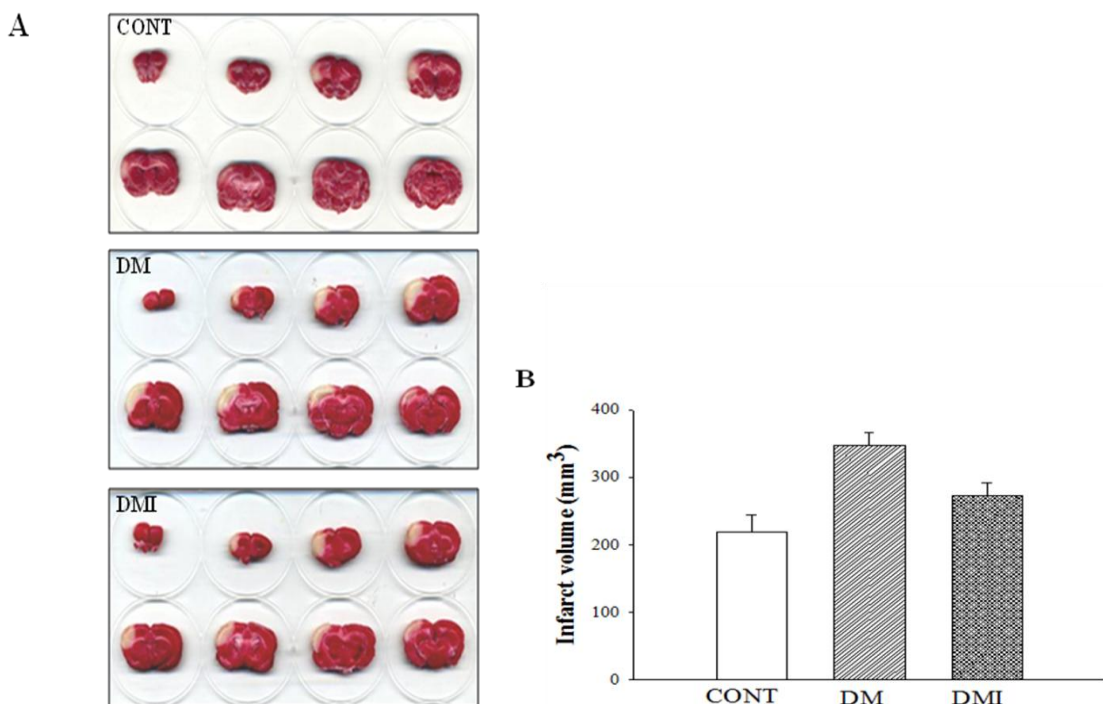 A
CONT
DM
DMI
B
Infarct volume (mm³)
400
300
200
100
0
CONT
DM
DMI